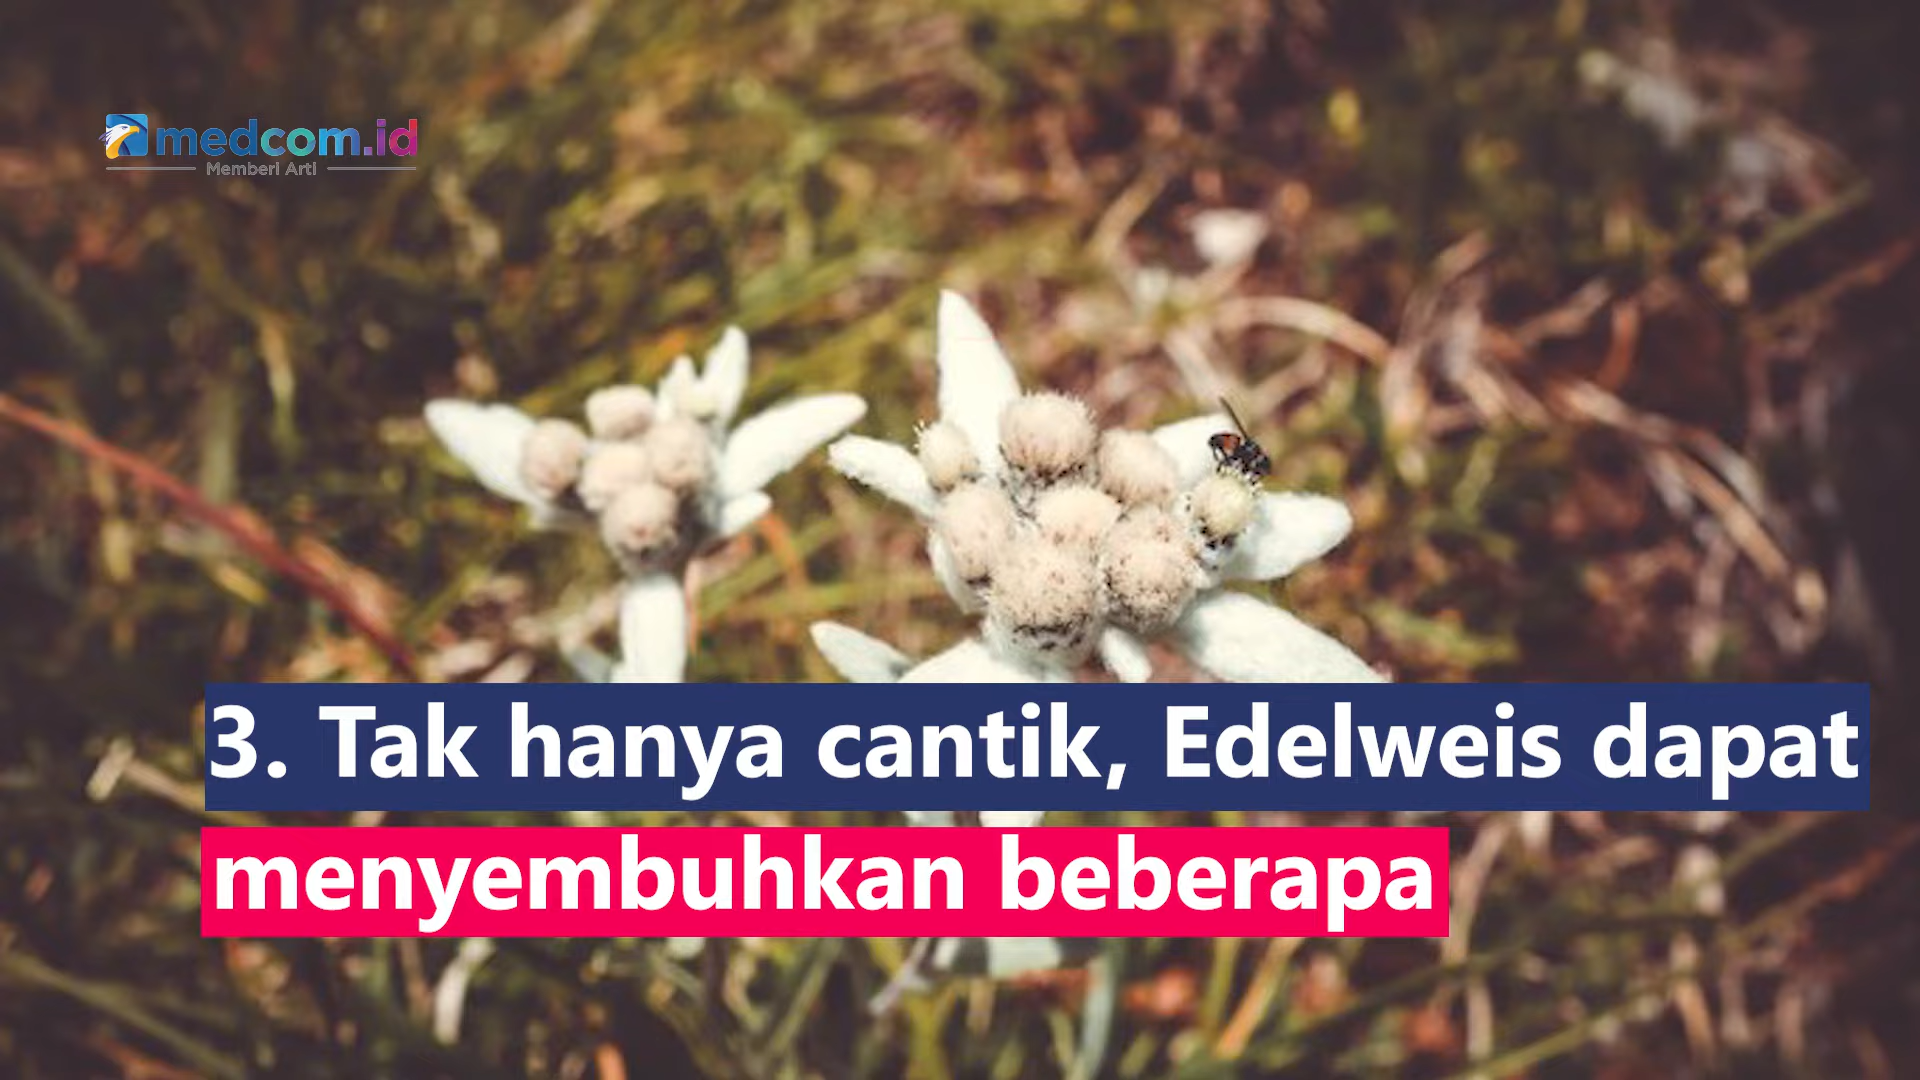 medcom.id
Memberi Arti
3. Tak hanya cantik, Edelweis dapat
menyembuhkan beberapa